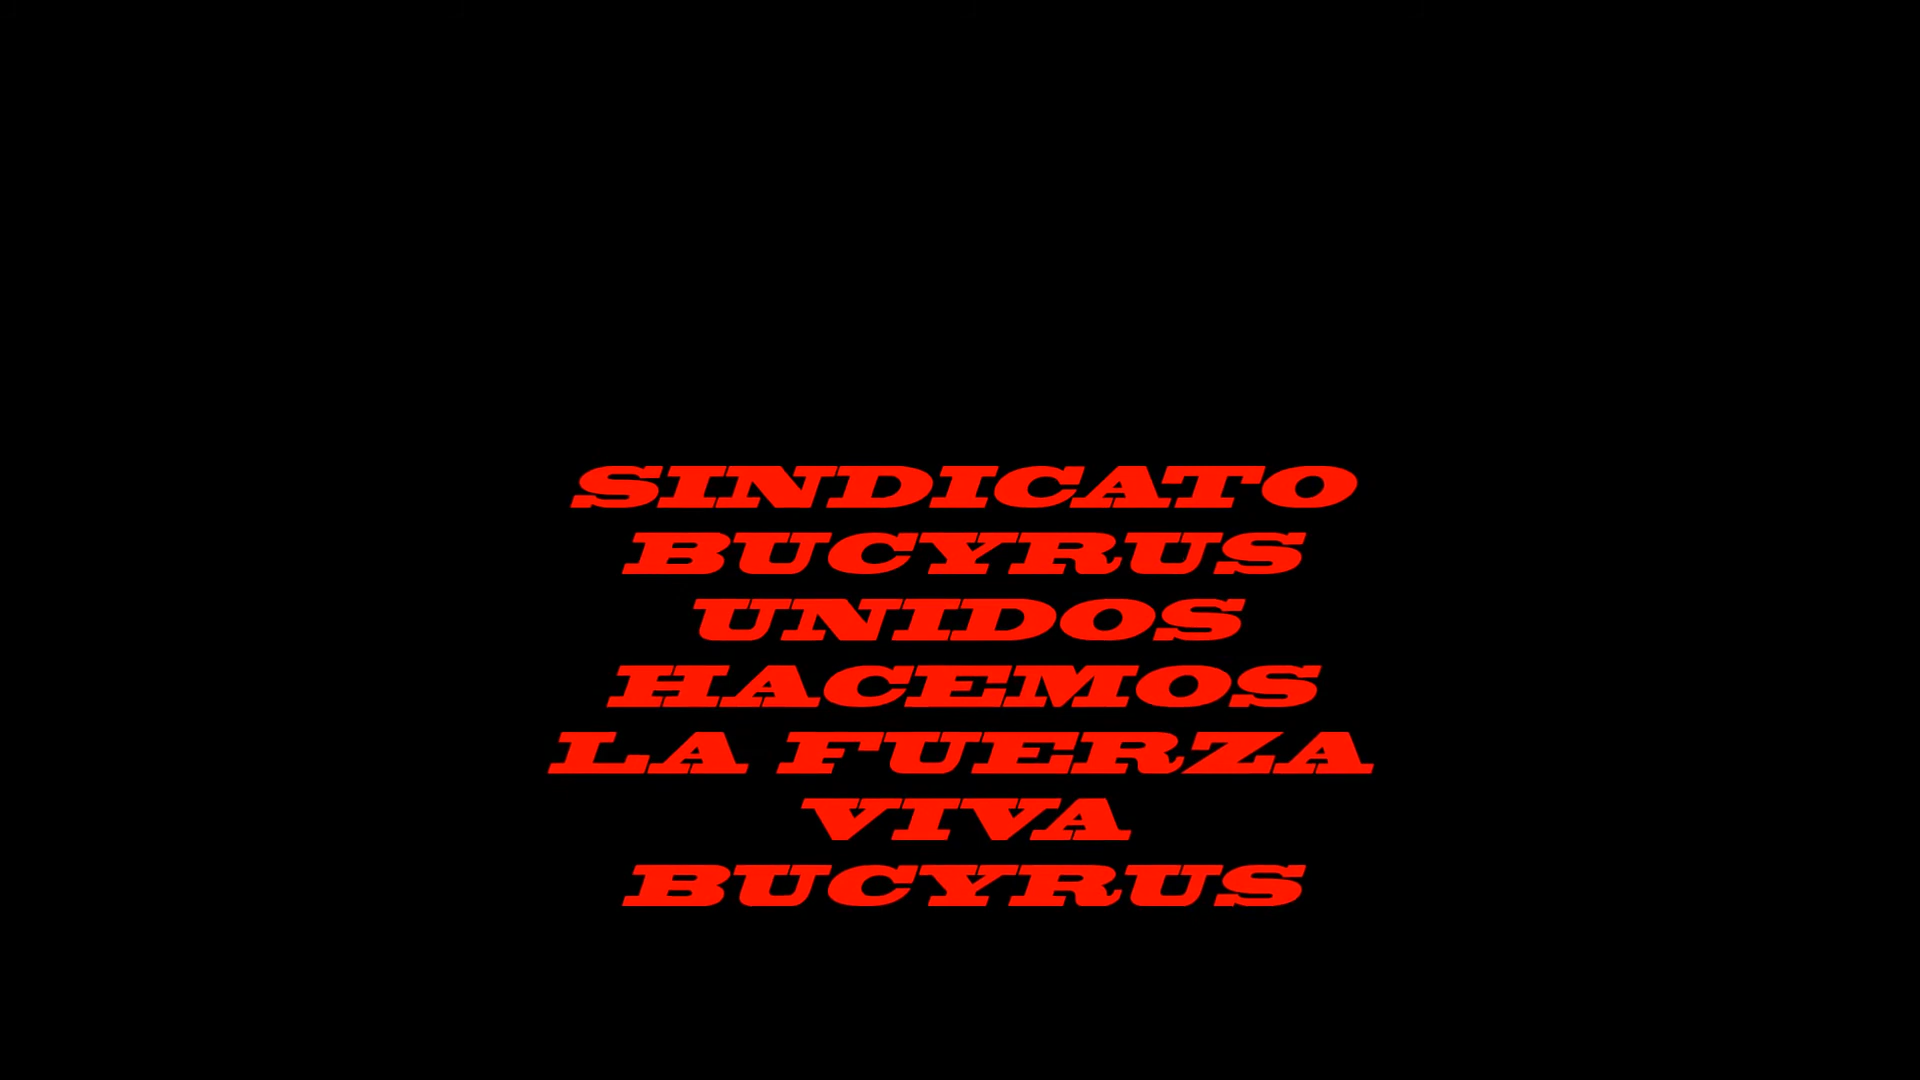 SINDICATO
BUCYRUS
UNIDOS
HACEMOS
LA FUERZA
VIVA
BUCYRUS